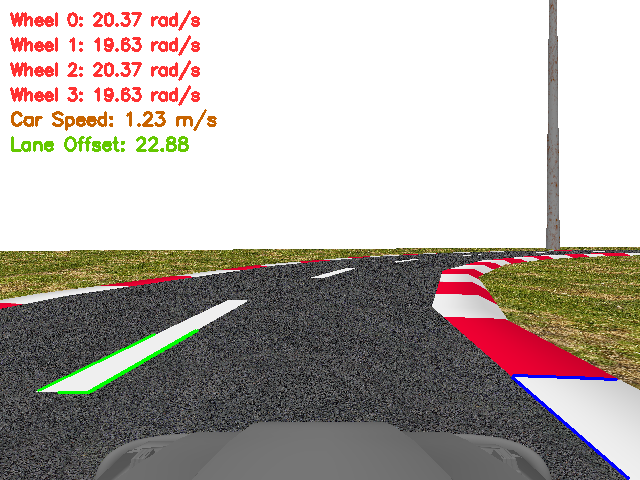 Wheel 0: 20.37 rad/s
Wheel 1: 19.63 rad/s
Wheel 2: 20.37 rad/s
Wheel 3: 19.63 rad/s
Car Speed: 1.23 m/s
Lane Offset: 22.88